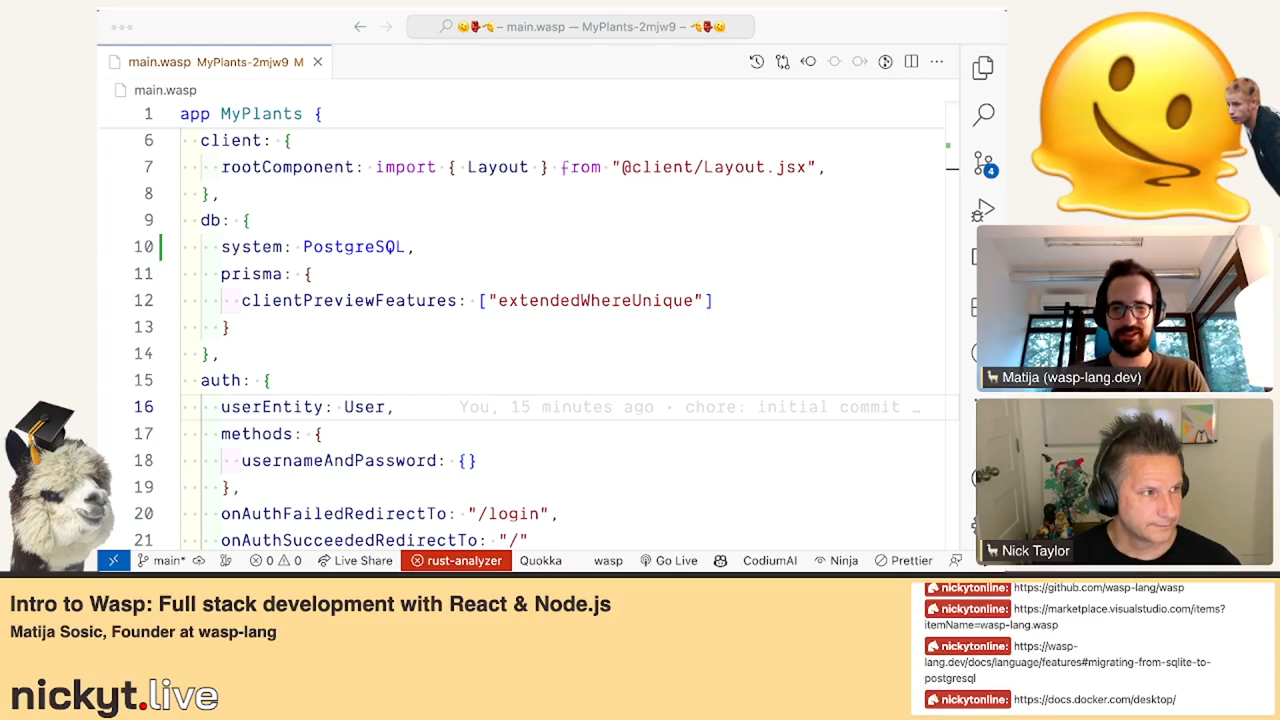 – main.wasp — MyPlants-2mjw9 –
main.wasp MyPlants-2mjw9 M
main.wasp
1 app MyPlants {
6 client: {
7 rootComponent: import { Layout } from "@client/Layout.jsx",
8 },
9 db: {
10 system: PostgreSQL,
11 prisma: {
12 clientPreviewFeatures: ["extendedWhereUnique"]
13 }
14 },
15 auth: {
16 userEntity: User, You, 15 minutes ago • chore: initial commit …
17 methods: {
18 usernameAndPassword: {}
19 },
20 onAuthFailedRedirectTo: "/login",
21 onAuthSucceededRedirectTo: "/"
4
main* 0 0 Live Share rust-analyzer Quokka wasp Go Live CodiumAI Ninja Prettier
Matija (wasp-lang.dev)
Nick Taylor
Intro to Wasp: Full stack development with React & Node.js
Matija Sosic, Founder at wasp-lang
nickyt.live
nickytonline: https://github.com/wasp-lang/wasp
nickytonline: https://marketplace.visualstudio.com/items?
itemName=wasp-lang.wasp
nickytonline: https://wasp-
lang.dev/docs/language/features#migrating-from-sqlite-to-
postgresql
nickytonline: https://docs.docker.com/desktop/